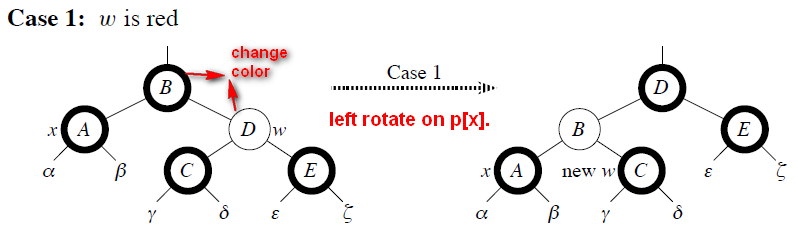 Case 1: w is red
change
color
B
x A
D w
C
E
α β
γ δ ε ζ
Case 1
left rotate on p[x].
D
B
E
x A
new w C
ε ζ
α β γ δ